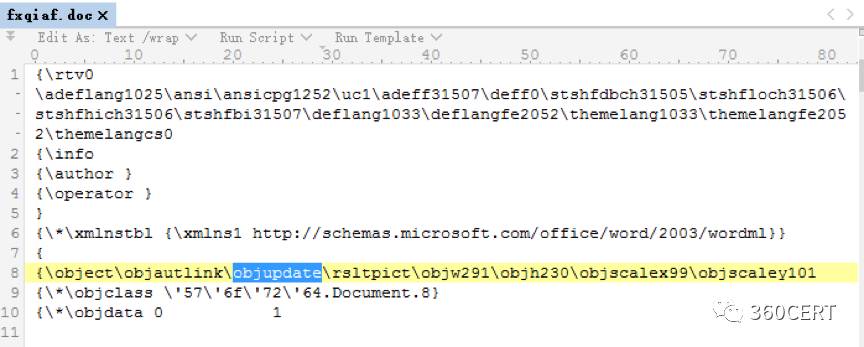 fxqiaf.doc ×
Edit As: Text /wrap Run Script Run Template
0 10 20 30 40 50 60 70 80
1 {\rtv0
- \adeflang1025\ansi\ansicpg1252\uc1\adeff31507\deff0\stshfdbch31505\stshfloch31506\
- stshfhich31506\stshfbi31507\deflang1033\deflangfe2052\themelang1033\themelangfe205
- 2\themelangcs0
2 {\info
3 {\author }
4 {\operator }
5 }
6 {\*\xmlnstbl {\xmlns1 http://schemas.microsoft.com/office/word/2003/wordml}}
7 {
8 {\object\objautlink\objupdate\rsltpict\objw291\objh230\objscalex99\objscaley101
9 {\*\objclass \'57\'6f\'72\'64.Document.8}
10 {\*\objdata 0 1
11
360CERT